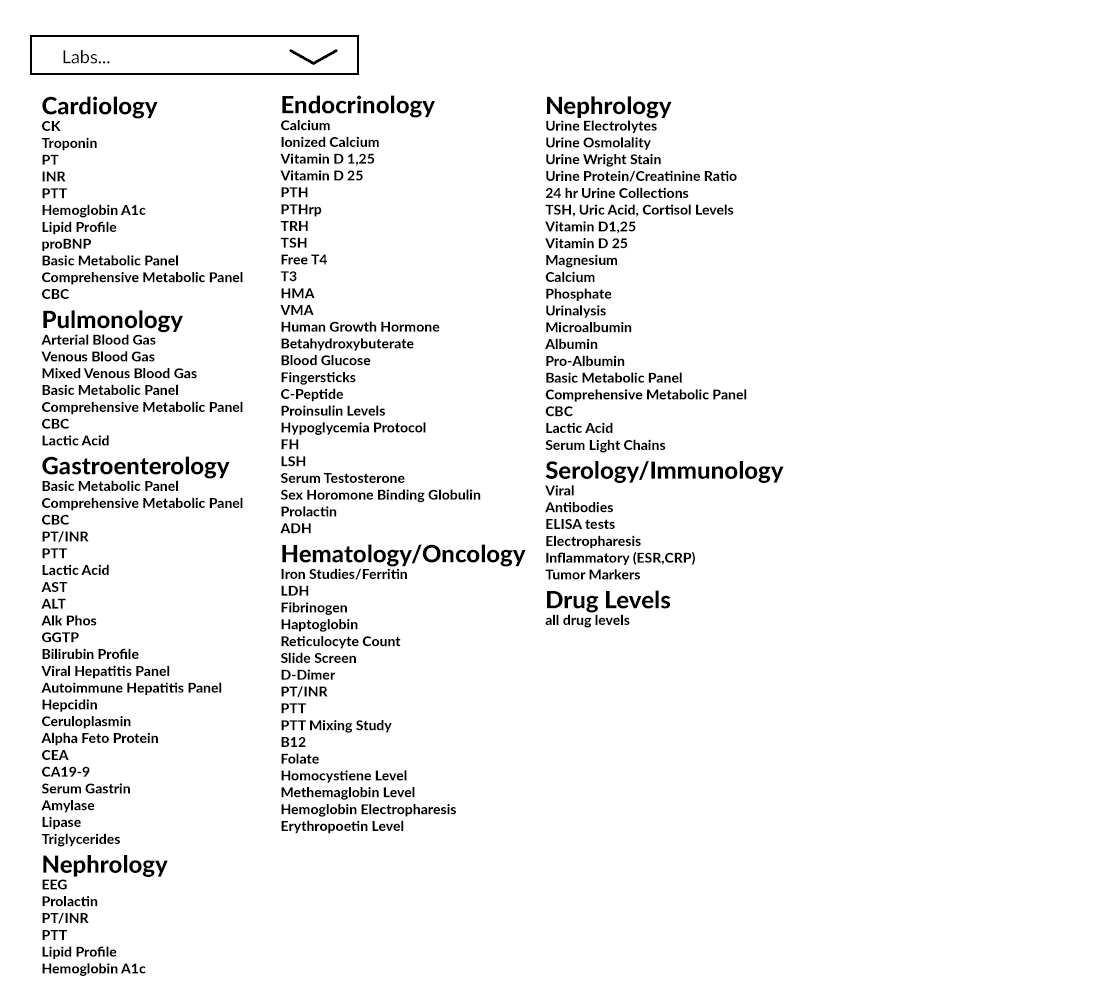 Labs...
Cardiology
CK
Troponin
PT
INR
PTT
Hemoglobin A1c
Lipid Profile
proBNP
Basic Metabolic Panel
Comprehensive Metabolic Panel
CBC
Pulmonology
Arterial Blood Gas
Venous Blood Gas
Mixed Venous Blood Gas
Basic Metabolic Panel
Comprehensive Metabolic Panel
CBC
Lactic Acid
Gastroenterology
Basic Metabolic Panel
Comprehensive Metabolic Panel
CBC
PT/INR
PTT
Lactic Acid
AST
ALT
Alk Phos
GGTP
Bilirubin Profile
Viral Hepatitis Panel
Autoimmune Hepatitis Panel
Hepcidin
Ceruloplasmin
Alpha Feto Protein
CEA
CA19-9
Serum Gastrin
Amylase
Lipase
Triglycerides
Nephrology
EEG
Prolactin
PT/INR
PTT
Lipid Profile
Hemoglobin A1c
Endocrinology
Calcium
Ionized Calcium
Vitamin D 1,25
Vitamin D 25
PTH
PTHrp
TRH
TSH
Free T4
T3
HMA
VMA
Human Growth Hormone
Betahydroxybuterate
Blood Glucose
Fingersticks
C-Peptide
Proinsulin Levels
Hypoglycemia Protocol
FH
LSH
Serum Testosterone
Sex Horomone Binding Globulin
Prolactin
ADH
Hematology/Oncology
Iron Studies/Ferritin
LDH
Fibrinogen
Haptoglobin
Reticulocyte Count
Slide Screen
D-Dimer
PT/INR
PTT
PTT Mixing Study
B12
Folate
Homocystiene Level
Methemaglobin Level
Hemoglobin Electropharesis
Erythropoetin Level
Nephrology
Urine Electrolytes
Urine Osmolality
Urine Wright Stain
Urine Protein/Creatinine Ratio
24 hr Urine Collections
TSH, Uric Acid, Cortisol Levels
Vitamin D1,25
Vitamin D 25
Magnesium
Calcium
Phosphate
Urinalysis
Microalbumin
Albumin
Pro-Albumin
Basic Metabolic Panel
Comprehensive Metabolic Panel
CBC
Lactic Acid
Serum Light Chains
Serology/Immunology
Viral
Antibodies
ELISA tests
Electropharesis
Inflammatory (ESR,CRP)
Tumor Markers
Drug Levels
all drug levels